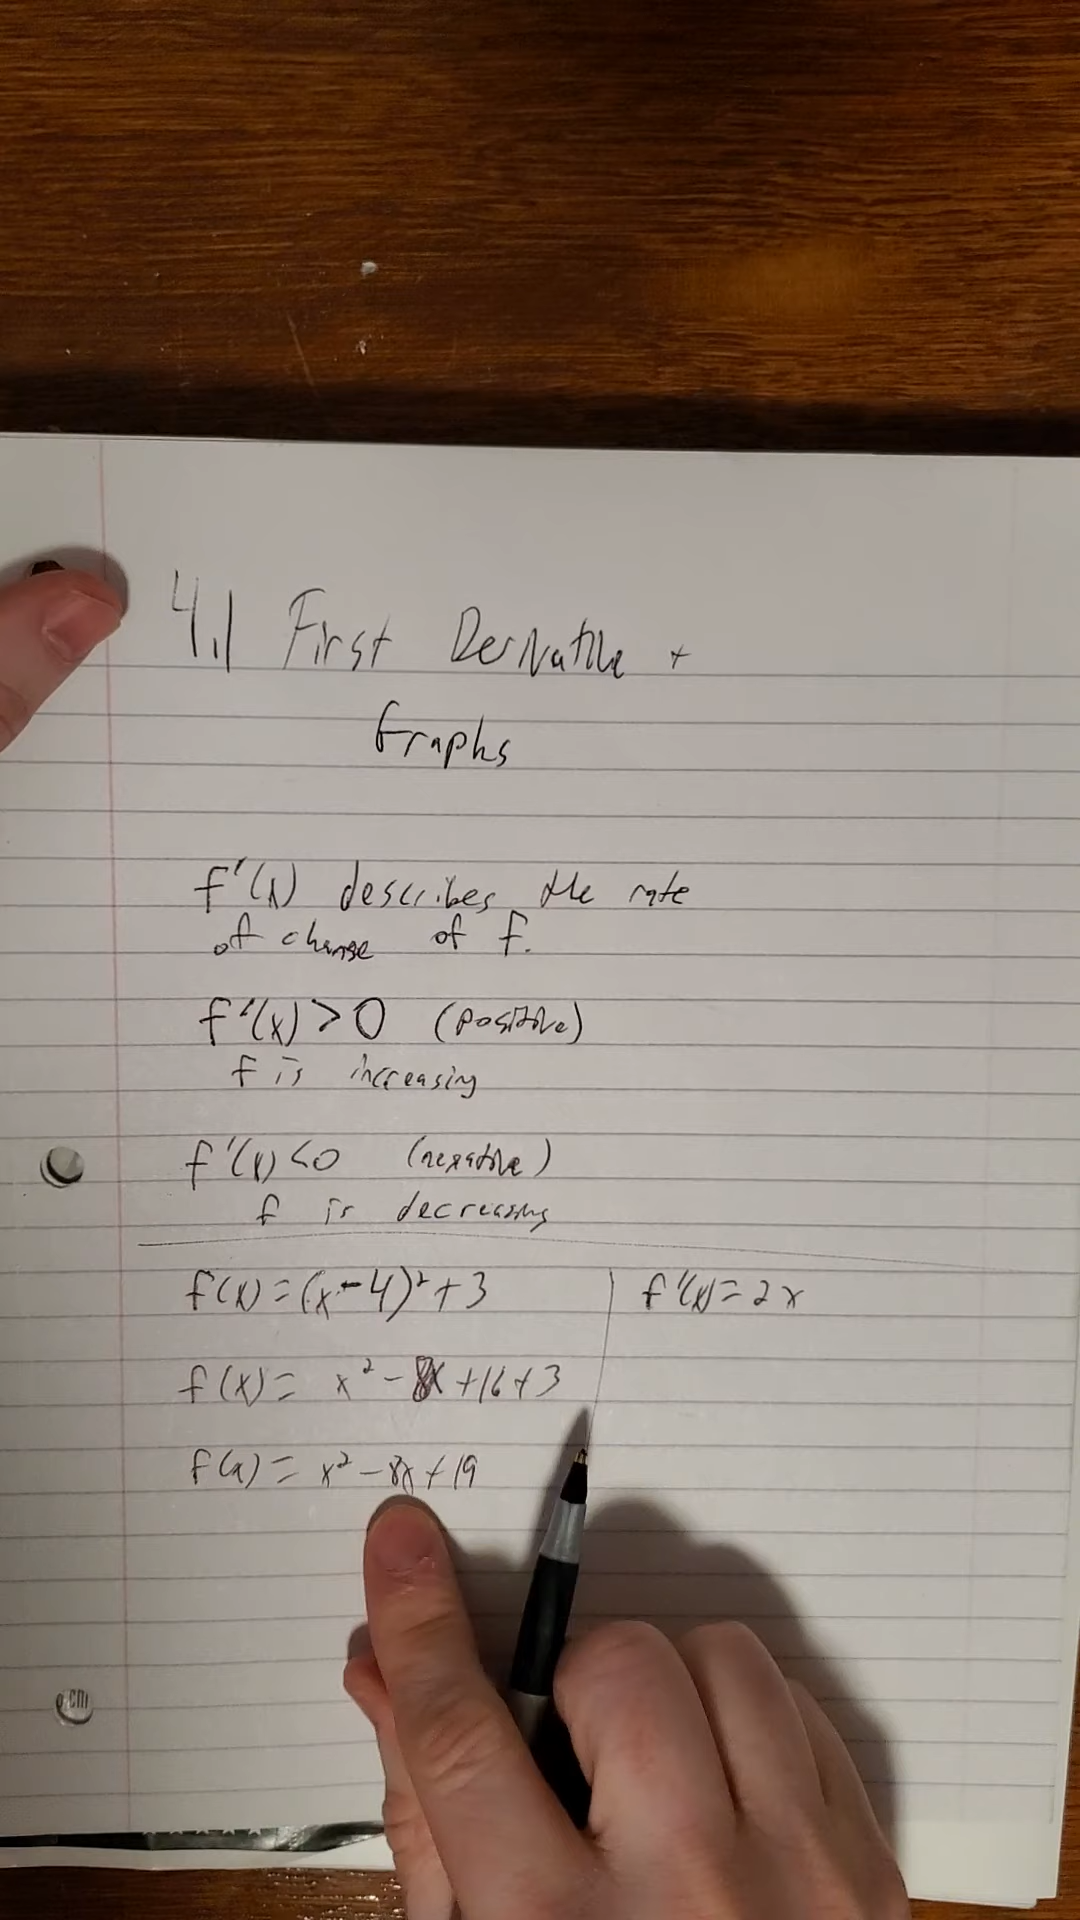 4.1 First Derivative +
Graphs
f'(x) describes the rate
of change of f.
f'(x) > 0 (positive)
f is increasing
f'(x) < 0 (negative)
f is decreasing
f(x) = (x - 4)² + 3
f'(x) = 2x
f(x) = x² - 8x + 16 + 3
f(x) = x² - 8x + 19